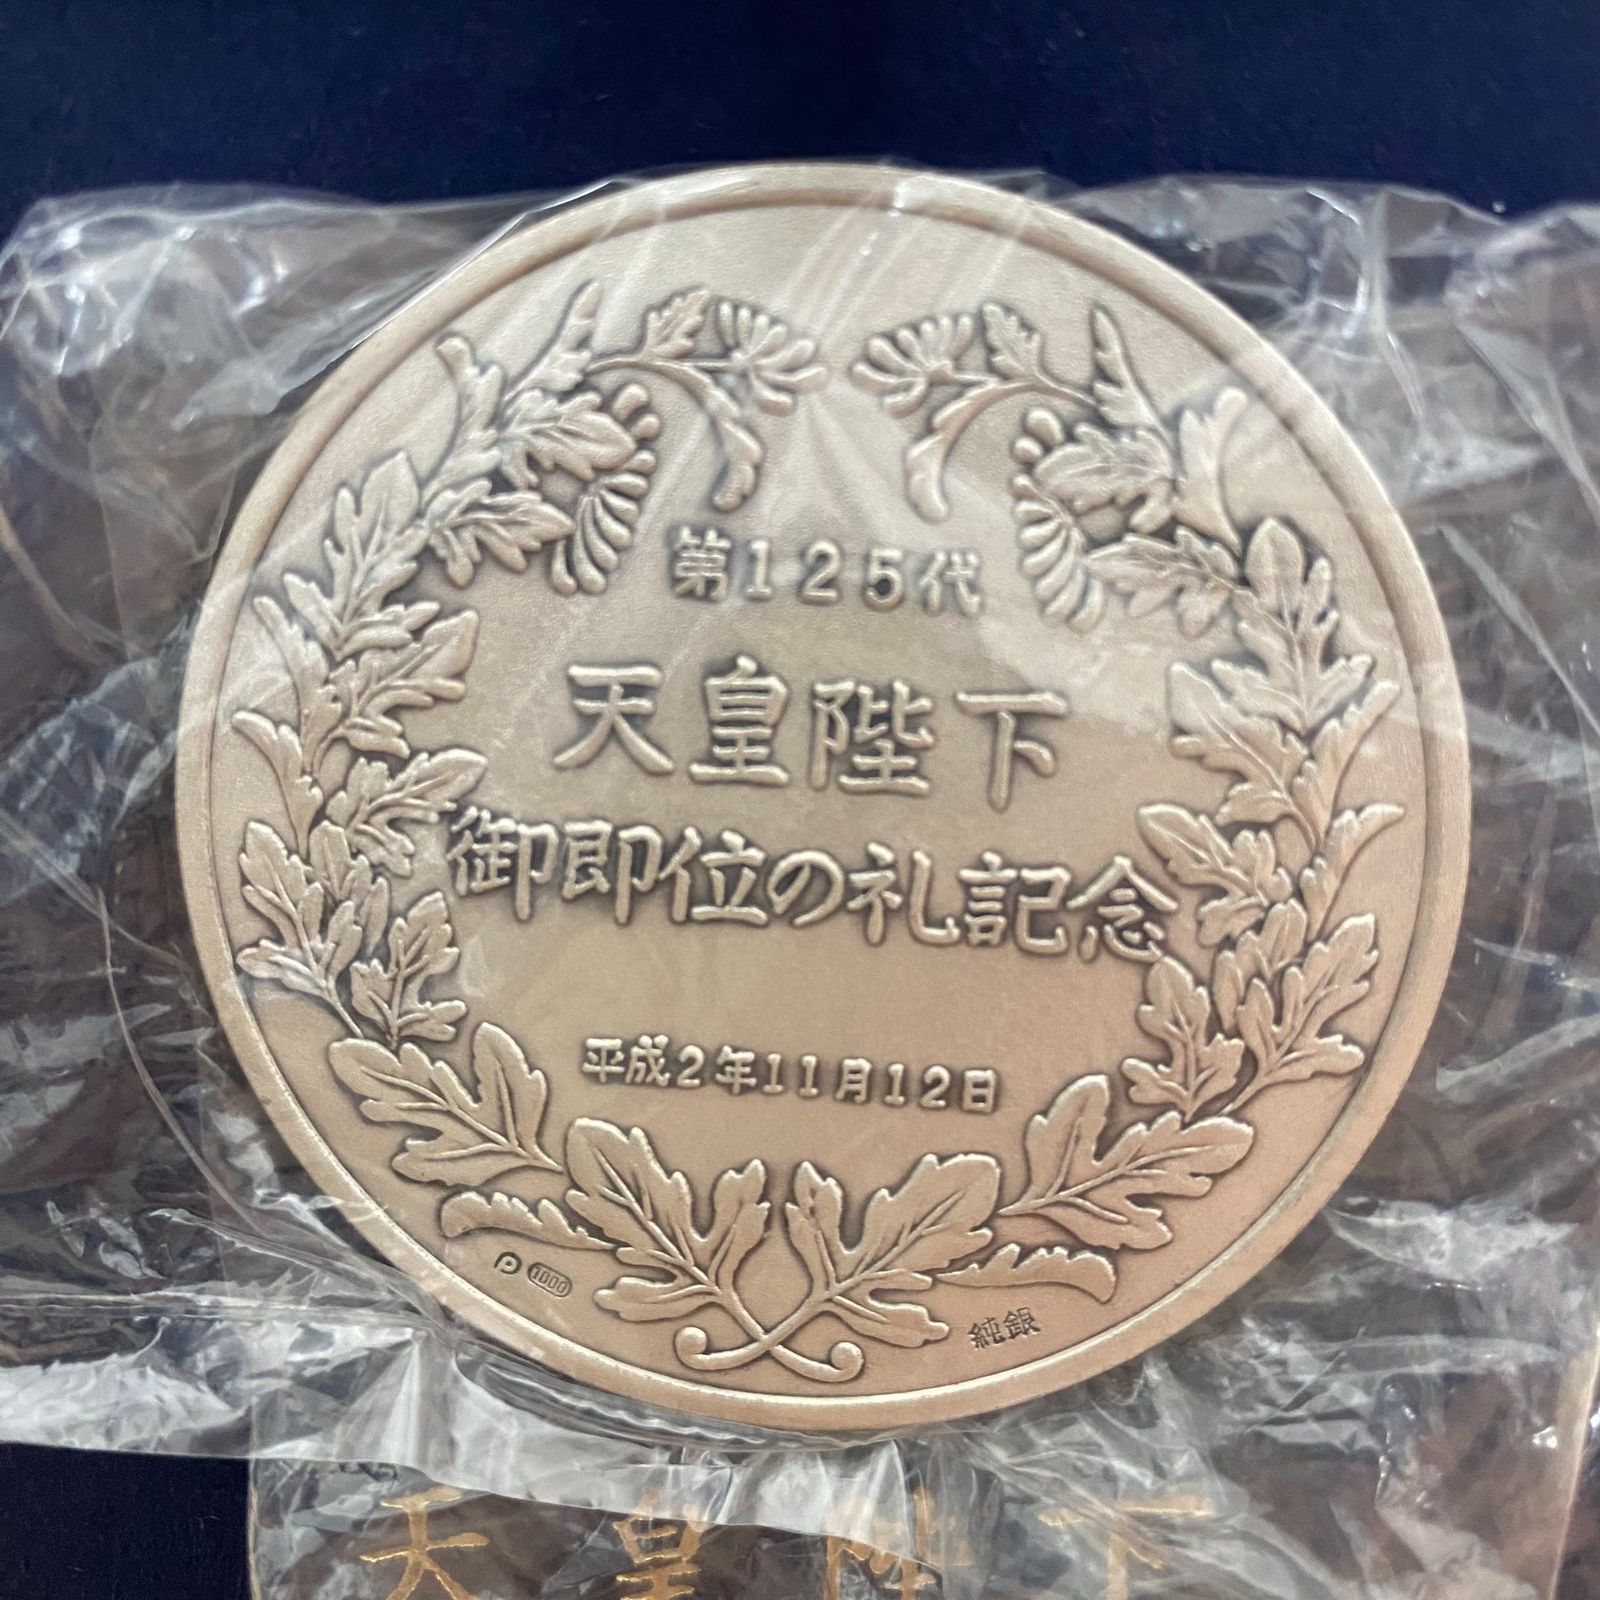 第125代
天皇陛下
御即位の礼記念
平成2年11月12日
P 1000
純銀
天皇陛下